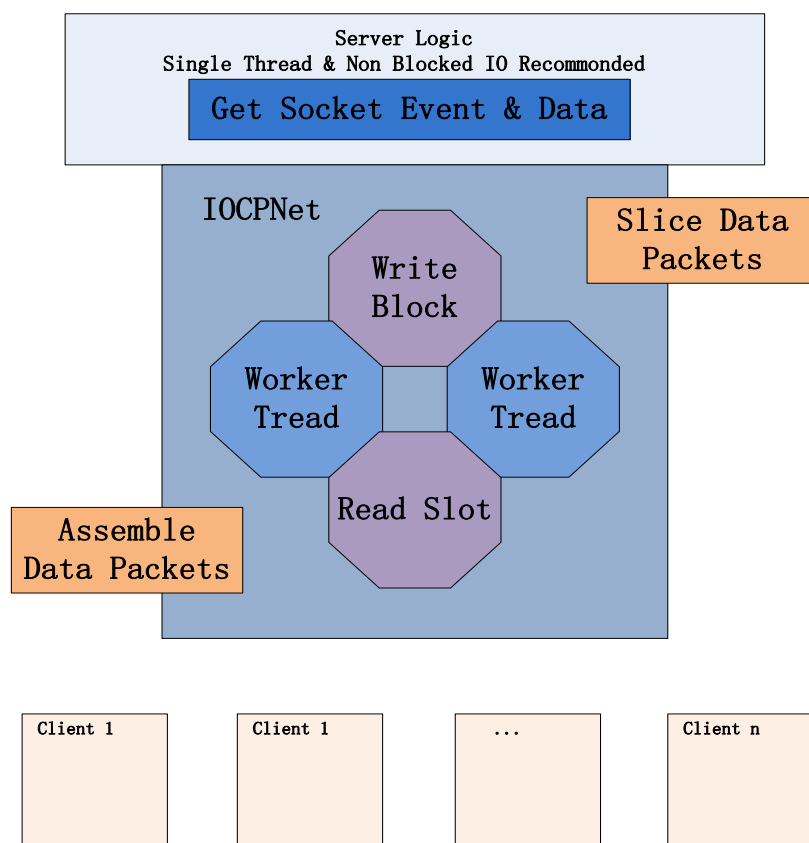 Server Logic
Single Thread & Non Blocked IO Recommonded
Get Socket Event & Data
IOCPNet
Slice Data
Packets
Write
Block
Worker
Tread
Worker
Tread
Read Slot
Assemble
Data Packets
Client 1
Client 1
...
Client n